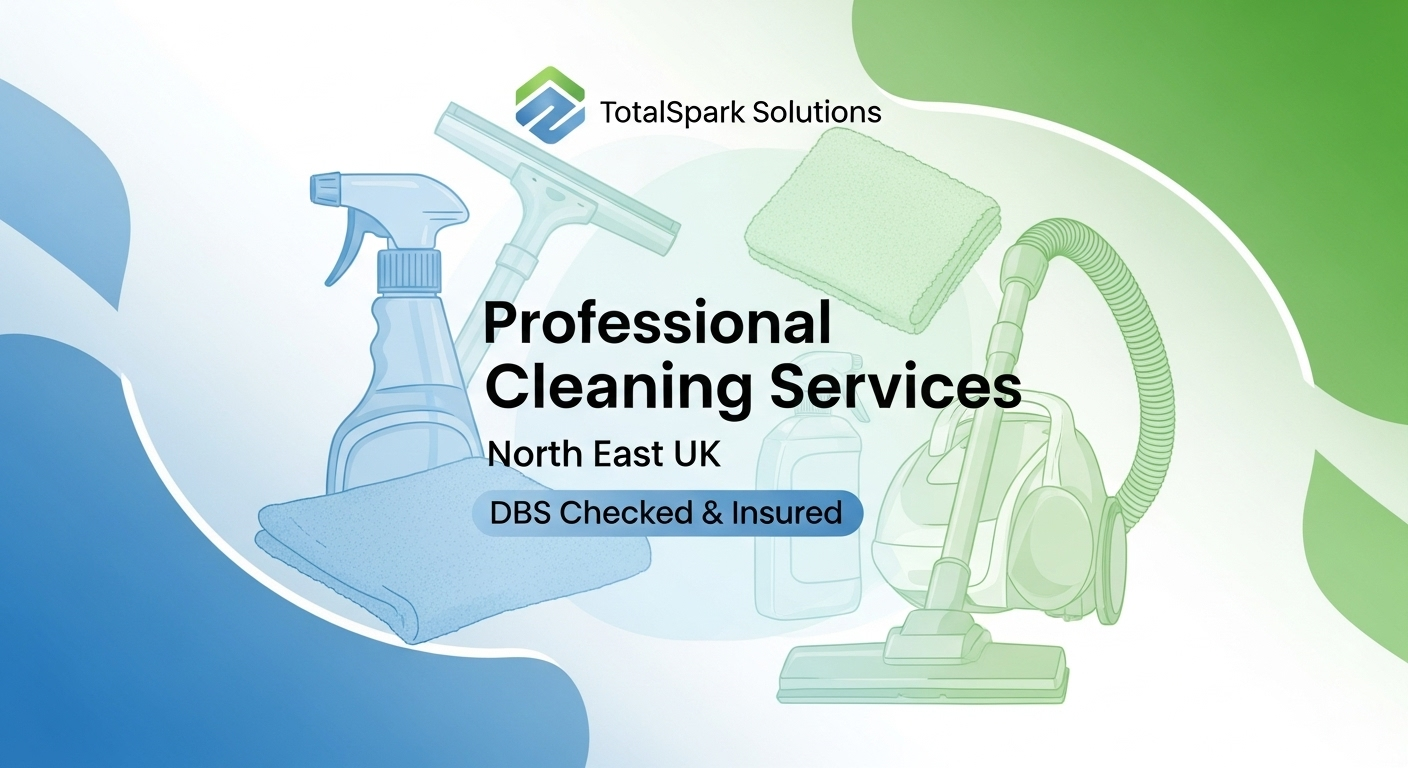 TotalSpark Solutions
Professional
Cleaning Services
North East UK
DBS Checked & Insured